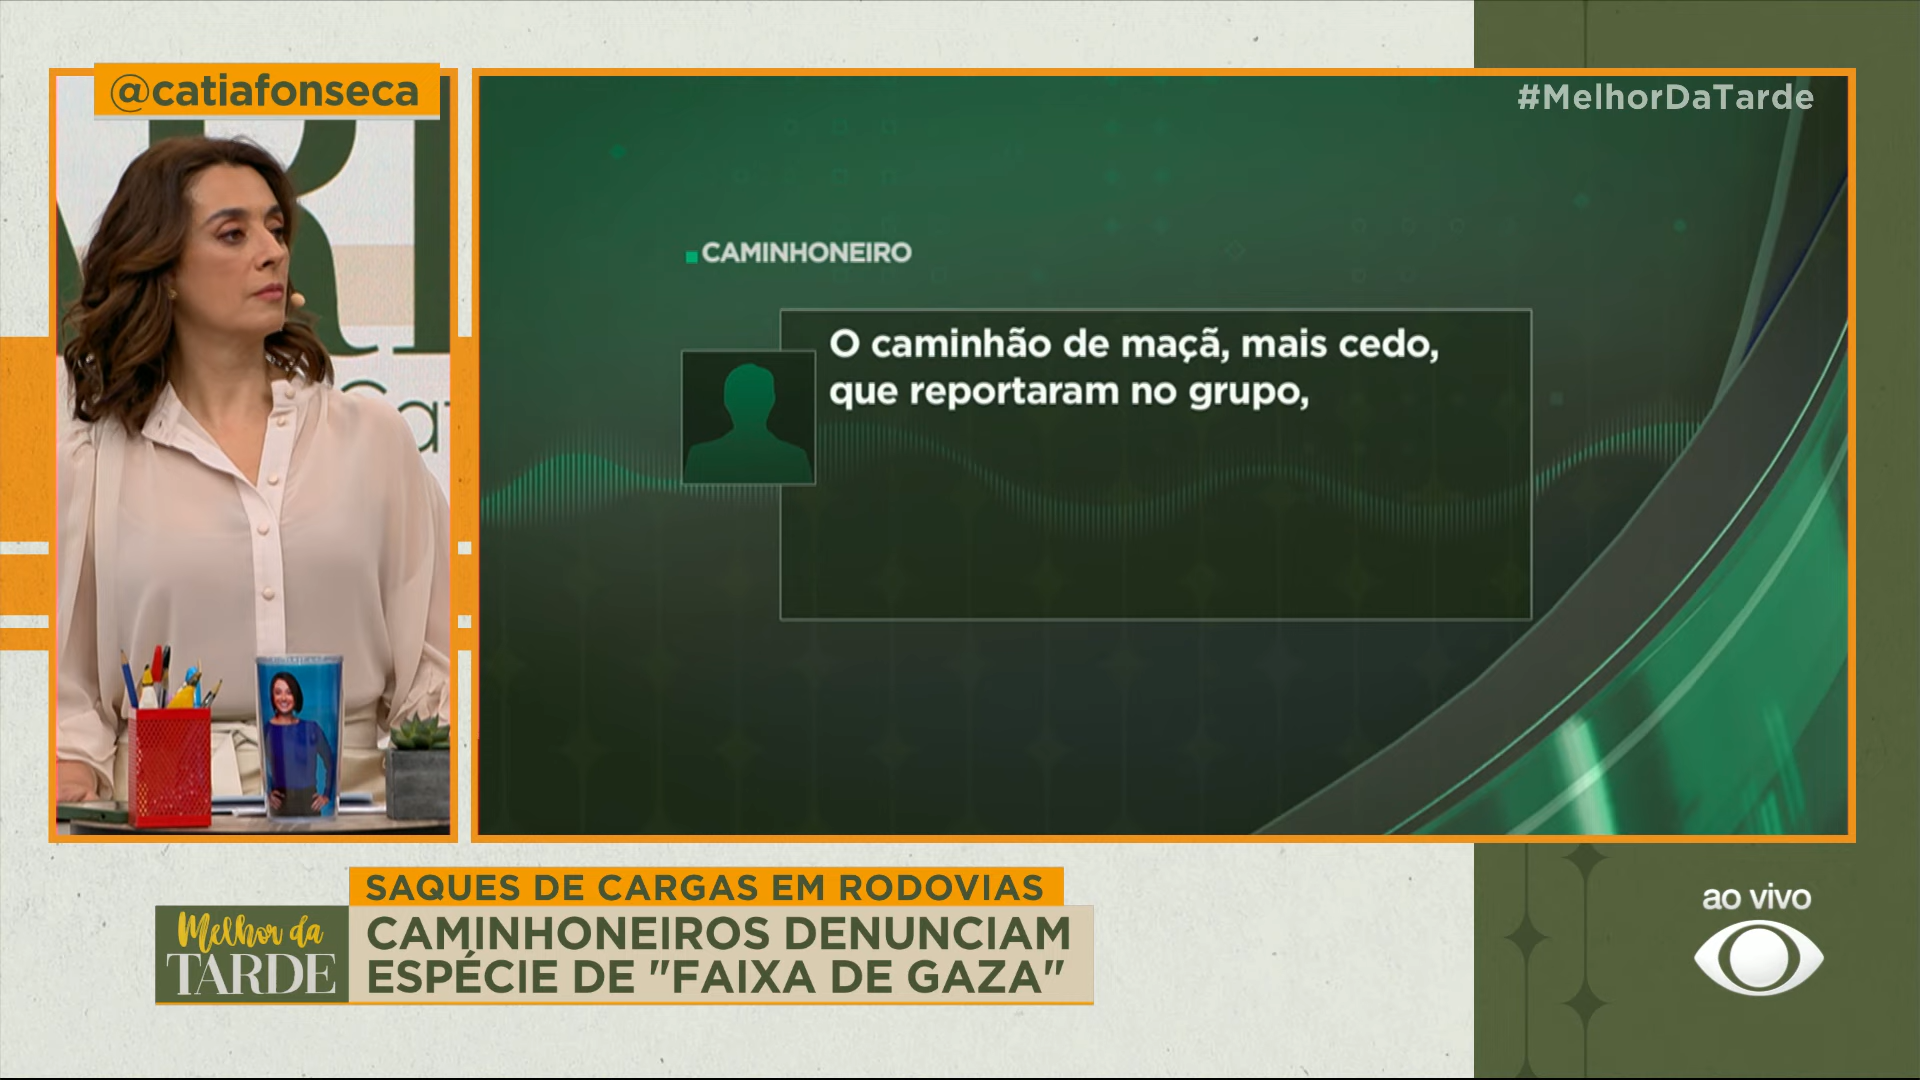 @catiafonseca
#MelhorDaTarde
CAMINHONEIRO
O caminhão de maçã, mais cedo,
que reportaram no grupo,
SAQUES DE CARGAS EM RODOVIAS
Melhor da
TARDE
CAMINHONEIROS DENUNCIAM
ESPÉCIE DE "FAIXA DE GAZA"
ao vivo